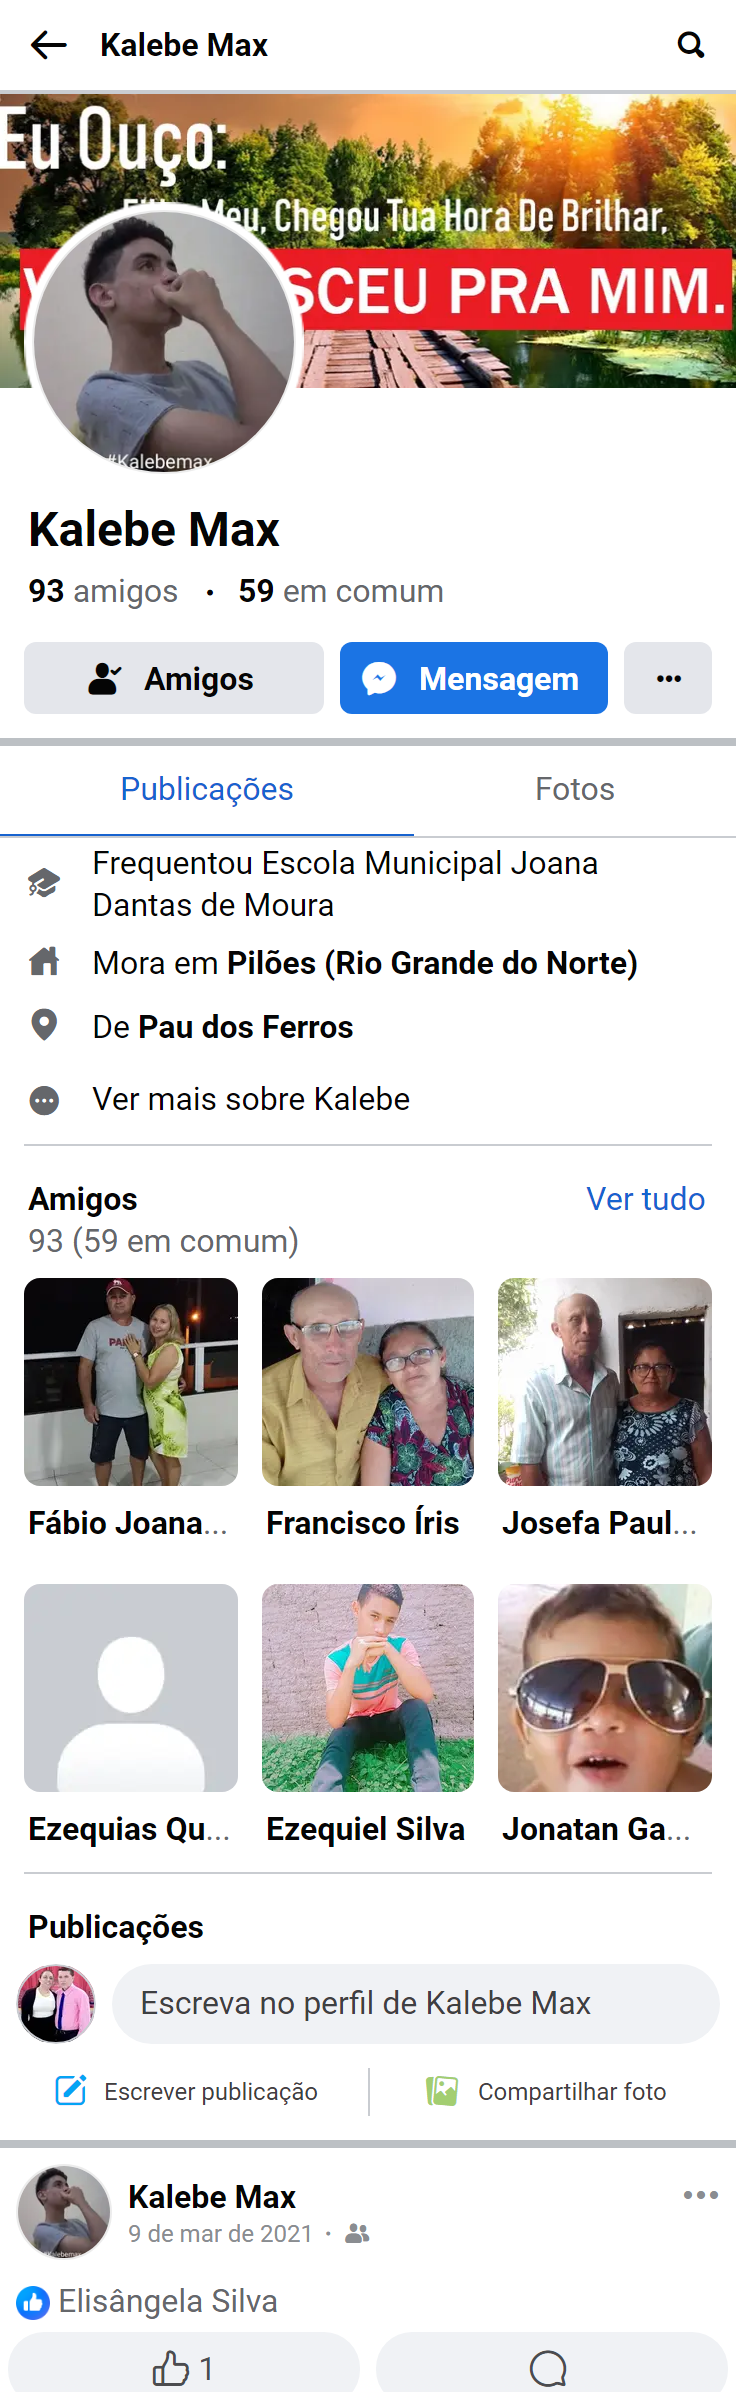 Kalebe Max
Eu Ouço:
Meu, Chegou Tua Hora De Brilhar,
SCEU PRA MIM.
#Kalebemax
Kalebe Max
93 amigos • 59 em comum
Amigos
Mensagem
Publicações
Fotos
Frequentou Escola Municipal Joana
Dantas de Moura
Mora em Pilões (Rio Grande do Norte)
De Pau dos Ferros
Ver mais sobre Kalebe
Amigos
Ver tudo
93 (59 em comum)
Fábio Joana...
Francisco Íris
Josefa Paul...
Ezequias Qu...
Ezequiel Silva
Jonatan Ga...
Publicações
Escreva no perfil de Kalebe Max
Escrever publicação
Compartilhar foto
Kalebe Max
9 de mar de 2021 ·
Elisângela Silva
1